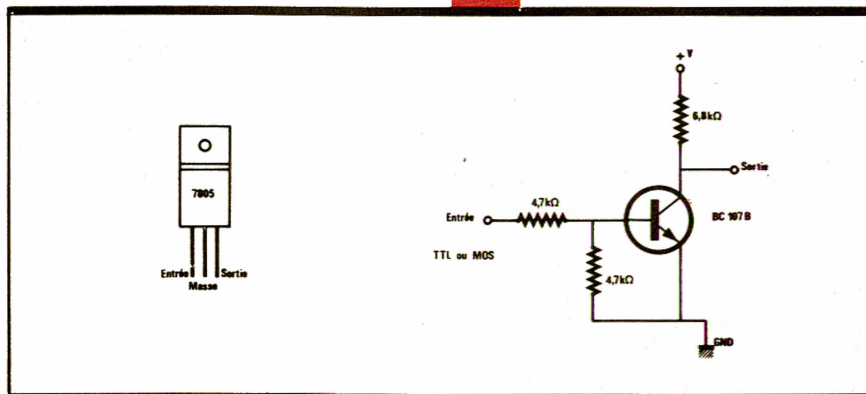 7805
Entrée Sortie
Masse
+V
6,8kΩ
Sortie
4,7kΩ
Entrée
BC 107 B
TTL ou MOS
4,7kΩ
GND